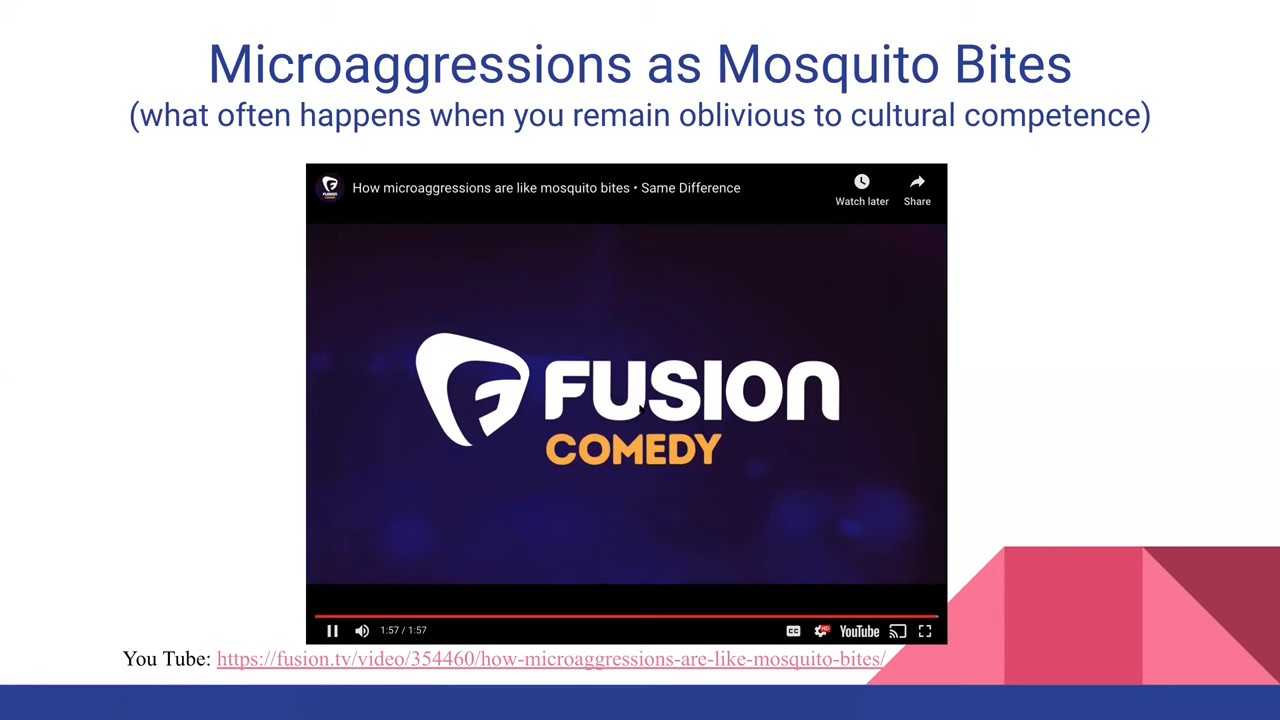 Microaggressions as Mosquito Bites
(what often happens when you remain oblivious to cultural competence)
How microaggressions are like mosquito bites • Same Difference
Watch later
Share
FUSION
COMEDY
1:57 / 1:57
CC
HD
YouTube
You Tube: https://fusion.tv/video/354460/how-microaggressions-are-like-mosquito-bites/